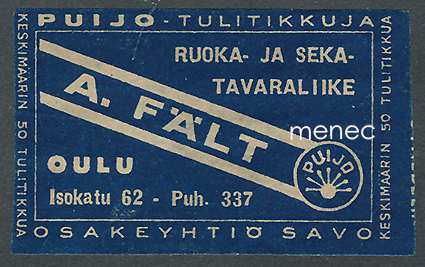 PUIJO - TULITIKKUJA
KESKIMÄÄRIN 50 TULITIKKUA
RUOKA- JA SEKA-
TAVARALIIKE
A. FÄLT
menec
PUIJO
OULU
Isokatu 62 - Puh. 337
KESKIMÄÄRIN 50 TULITIKKUA
OSAKEYHTIÖ SAVO